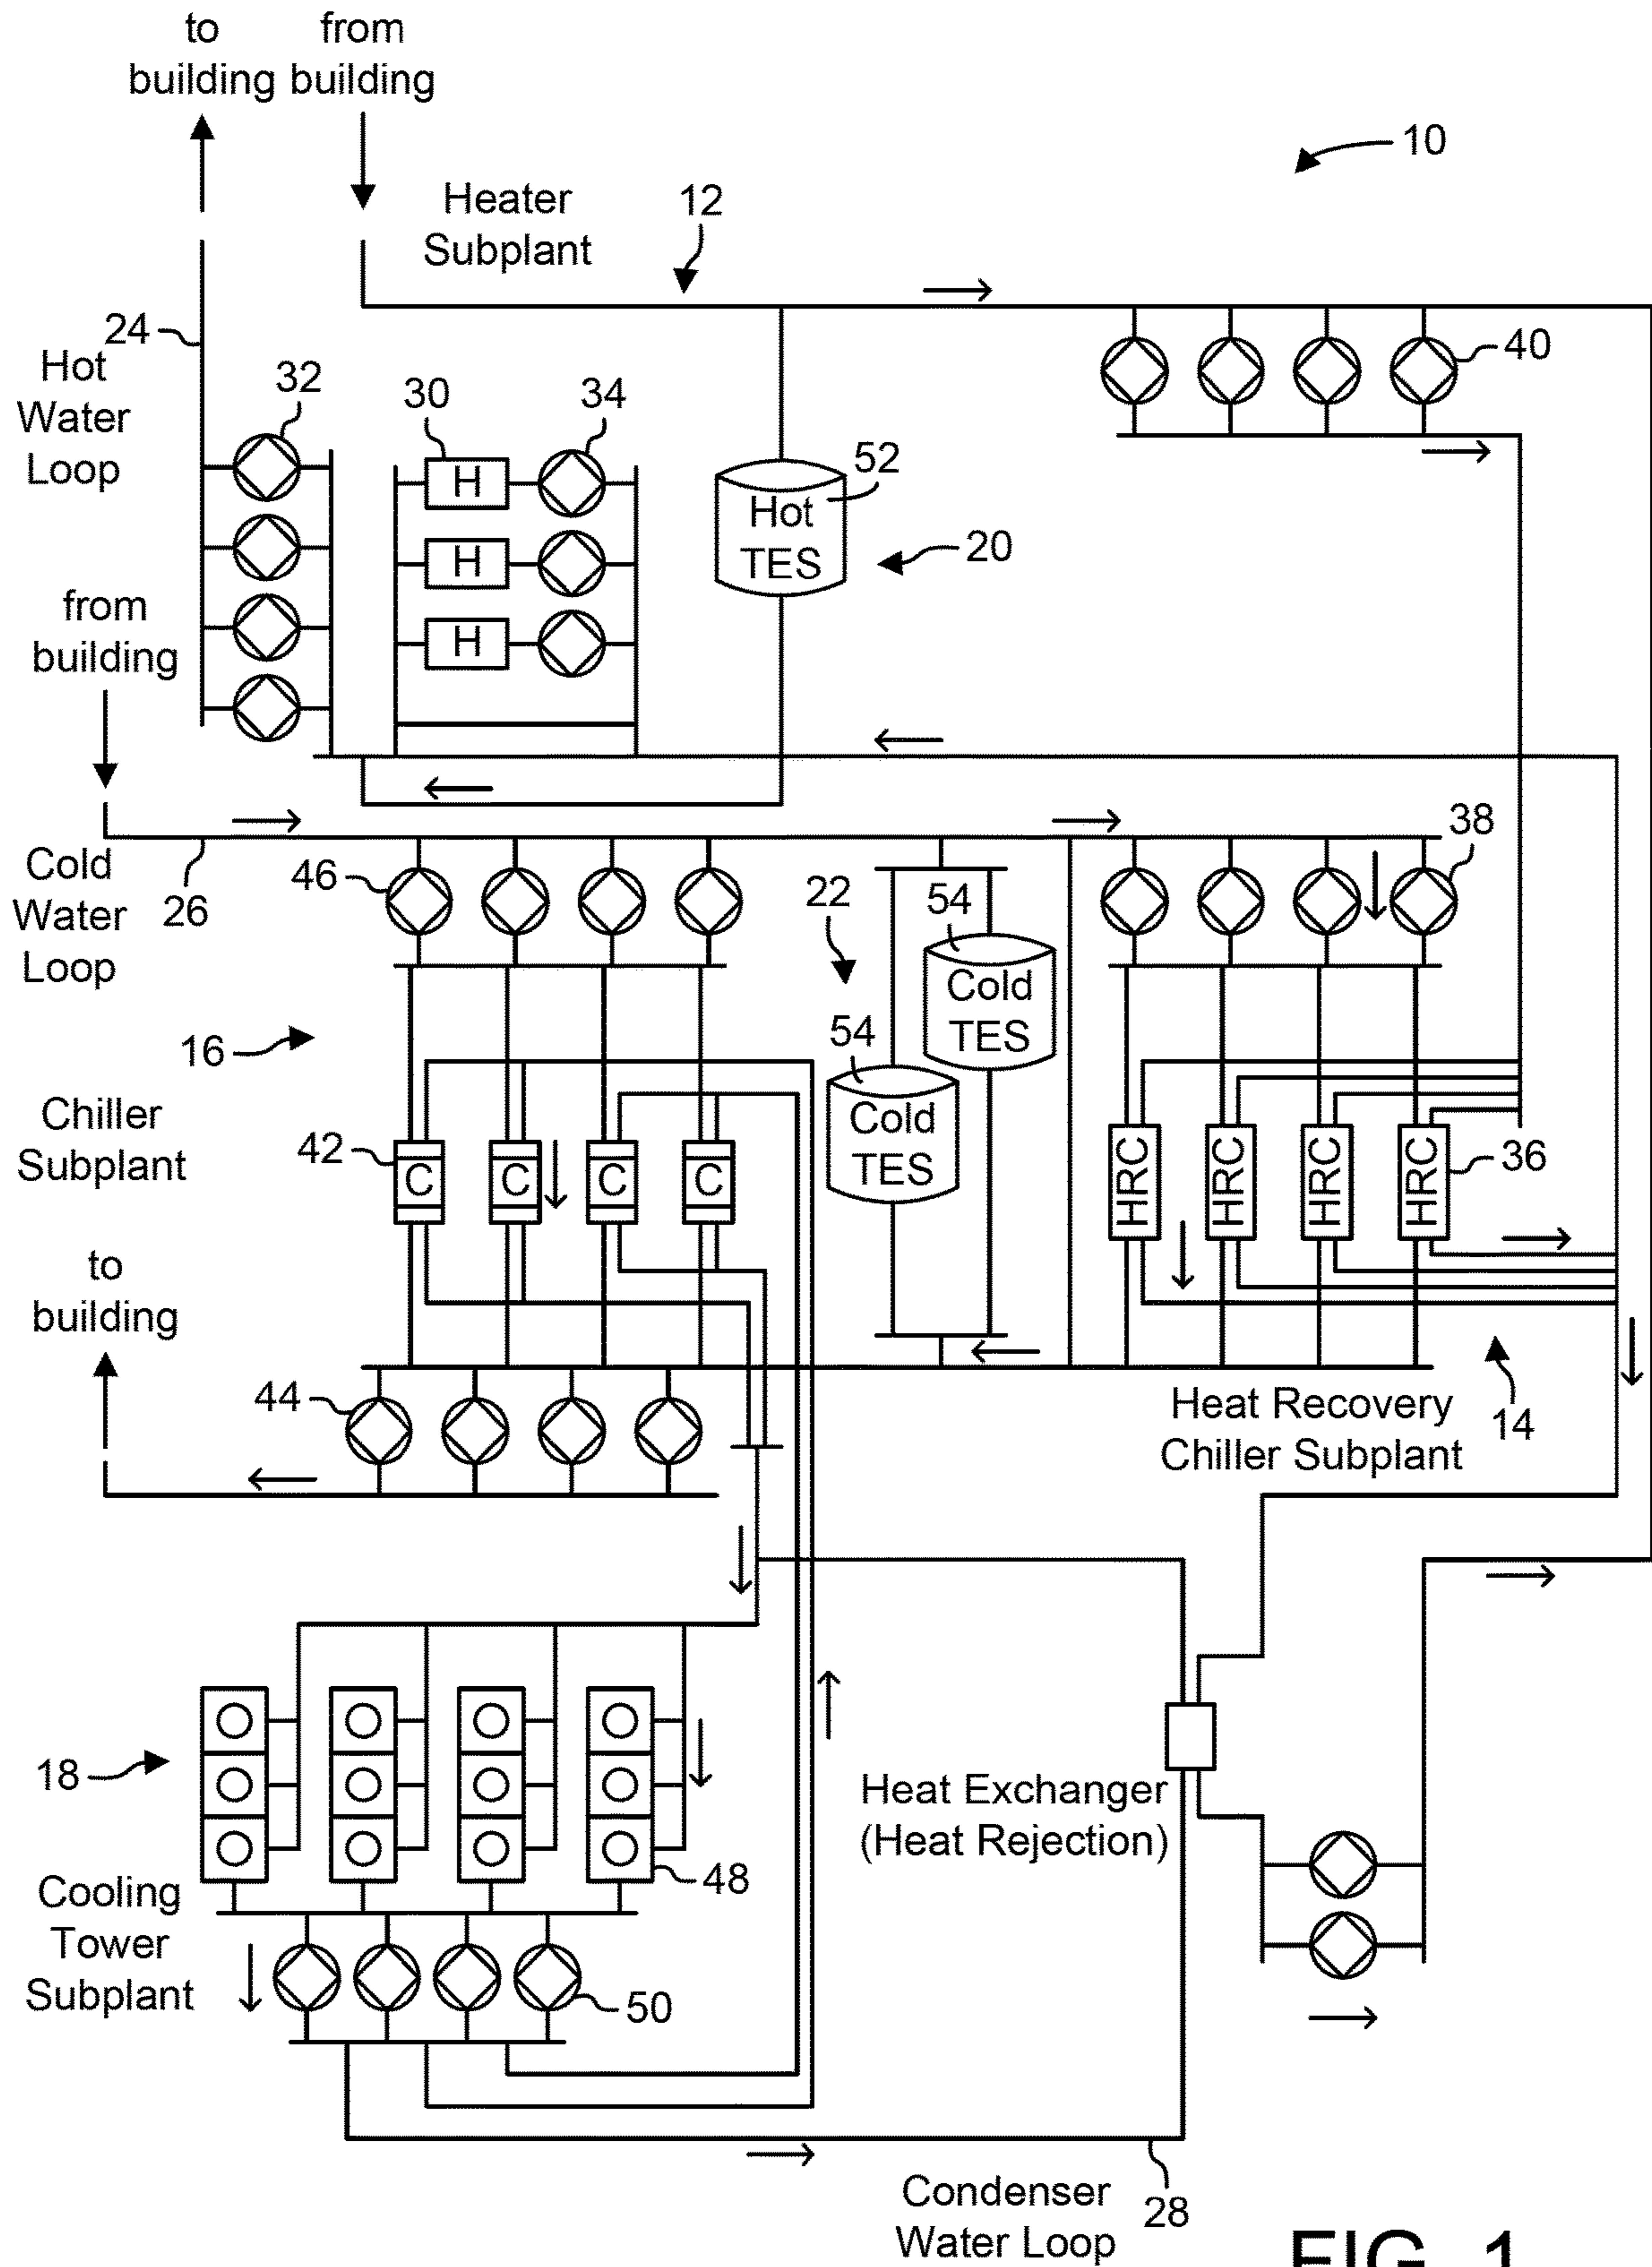 to
building
from
building
10
Heater
Subplant
12
24
Hot
Water
Loop
32
30
34
H
H
H
52
Hot
TES
20
40
from
building
Cold
Water
Loop
26
46
22
54
Cold
TES
54
Cold
TES
38
16
Chiller
Subplant
42
C
C
C
C
HRC
HRC
HRC
HRC
36
to
building
44
Heat Recovery
Chiller Subplant
14
18
Cooling
Tower
Subplant
48
50
Heat Exchanger
(Heat Rejection)
Condenser
Water Loop
28
FIG. 1